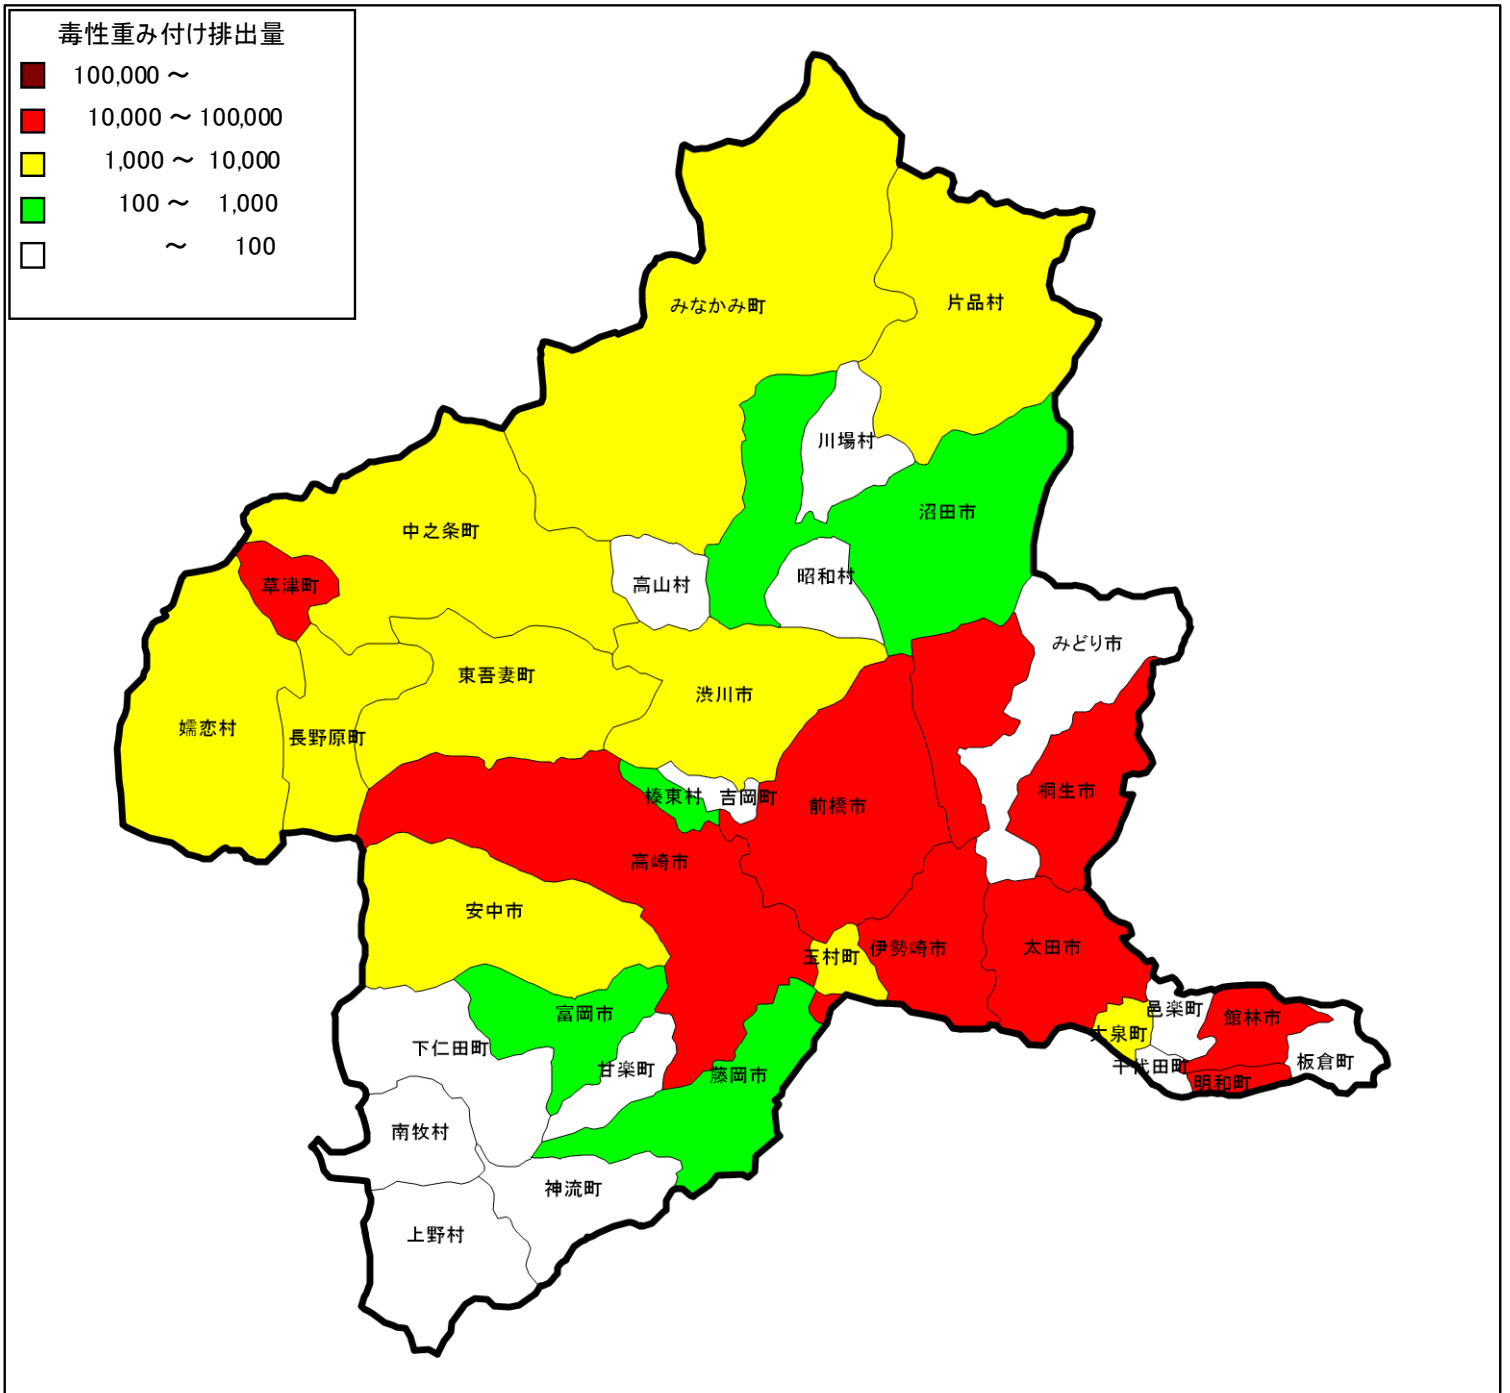 毒性重み付け排出量
100,000 ～
10,000 ～ 100,000
1,000 ～ 10,000
100 ～ 1,000
～ 100
みなかみ町
片品村
川場村
沼田市
中之条町
高山村
昭和村
草津町
みどり市
東吾妻町
渋川市
嬬恋村
長野原町
榛東村
吉岡町
前橋市
桐生市
高崎市
安中市
玉村町
伊勢崎市
太田市
富岡市
邑楽町
館林市
大泉町
下仁田町
甘楽町
藤岡市
千代田町
明和町
板倉町
南牧村
神流町
上野村